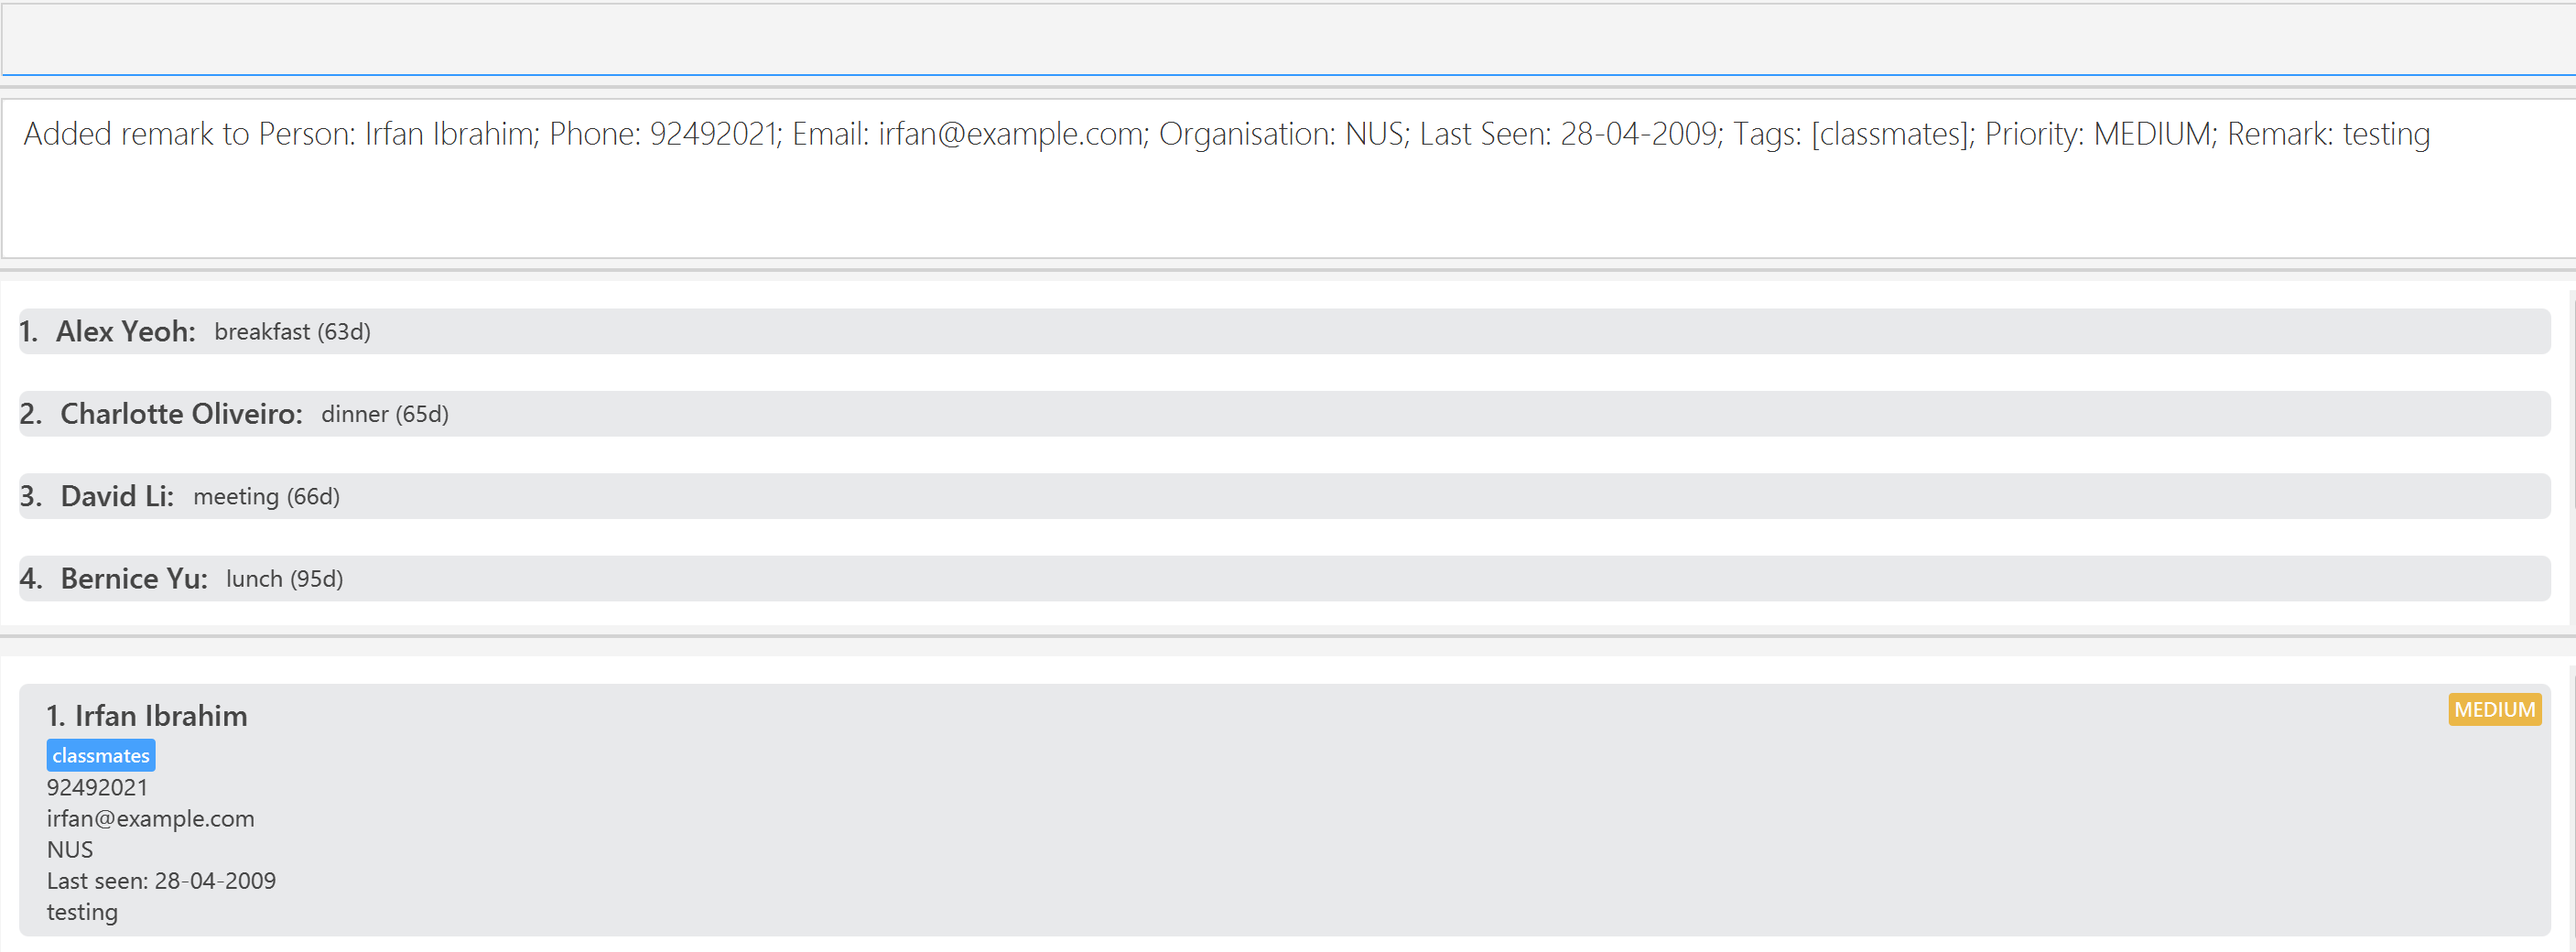 Added remark to Person: Irfan Ibrahim; Phone: 92492021; Email: irfan@example.com; Organisation: NUS; Last Seen: 28-04-2009; Tags: [classmates]; Priority: MEDIUM; Remark: testing
1. Alex Yeoh: breakfast (63d)
2. Charlotte Oliveiro: dinner (65d)
3. David Li: meeting (66d)
4. Bernice Yu: lunch (95d)
1. Irfan Ibrahim MEDIUM
classmates
92492021
irfan@example.com
NUS
Last seen: 28-04-2009
testing